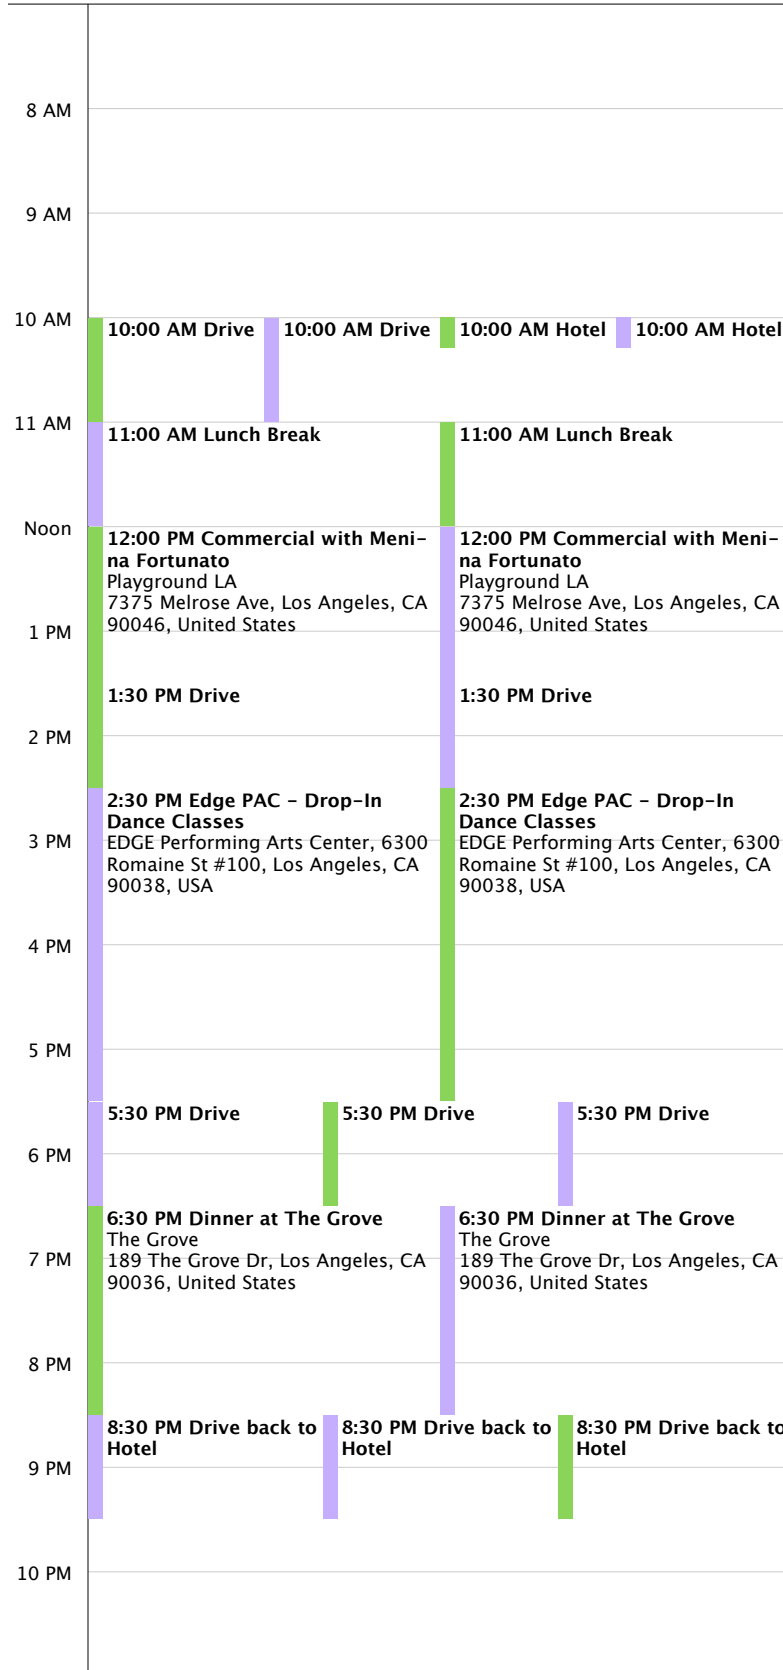 8 AM
9 AM
10 AM
10:00 AM Drive
10:00 AM Drive
10:00 AM Hotel
10:00 AM Hotel
11 AM
11:00 AM Lunch Break
11:00 AM Lunch Break
Noon
12:00 PM Commercial with Meni-
na Fortunato
Playground LA
7375 Melrose Ave, Los Angeles, CA
90046, United States
12:00 PM Commercial with Meni-
na Fortunato
Playground LA
7375 Melrose Ave, Los Angeles, CA
90046, United States
1 PM
1:30 PM Drive
1:30 PM Drive
2 PM
2:30 PM Edge PAC - Drop-In
Dance Classes
EDGE Performing Arts Center, 6300
Romaine St #100, Los Angeles, CA
90038, USA
2:30 PM Edge PAC - Drop-In
Dance Classes
EDGE Performing Arts Center, 6300
Romaine St #100, Los Angeles, CA
90038, USA
3 PM
4 PM
5 PM
5:30 PM Drive
5:30 PM Drive
5:30 PM Drive
6 PM
6:30 PM Dinner at The Grove
The Grove
189 The Grove Dr, Los Angeles, CA
90036, United States
6:30 PM Dinner at The Grove
The Grove
189 The Grove Dr, Los Angeles, CA
90036, United States
7 PM
8 PM
8:30 PM Drive back to
Hotel
8:30 PM Drive back to
Hotel
8:30 PM Drive back to
Hotel
9 PM
10 PM